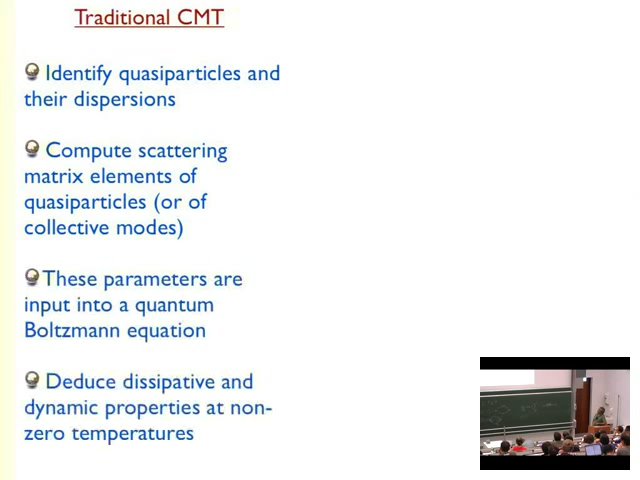 Traditional CMT
Identify quasiparticles and
their dispersions
Compute scattering
matrix elements of
quasiparticles (or of
collective modes)
These parameters are
input into a quantum
Boltzmann equation
Deduce dissipative and
dynamic properties at non-
zero temperatures